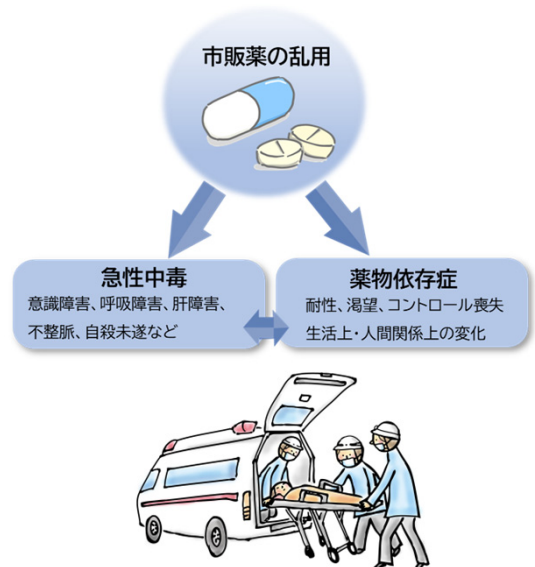 市販薬の乱用
急性中毒
意識障害、呼吸障害、肝障害、
不整脈、自殺未遂など
薬物依存症
耐性、渇望、コントロール喪失
生活上・人間関係上の変化